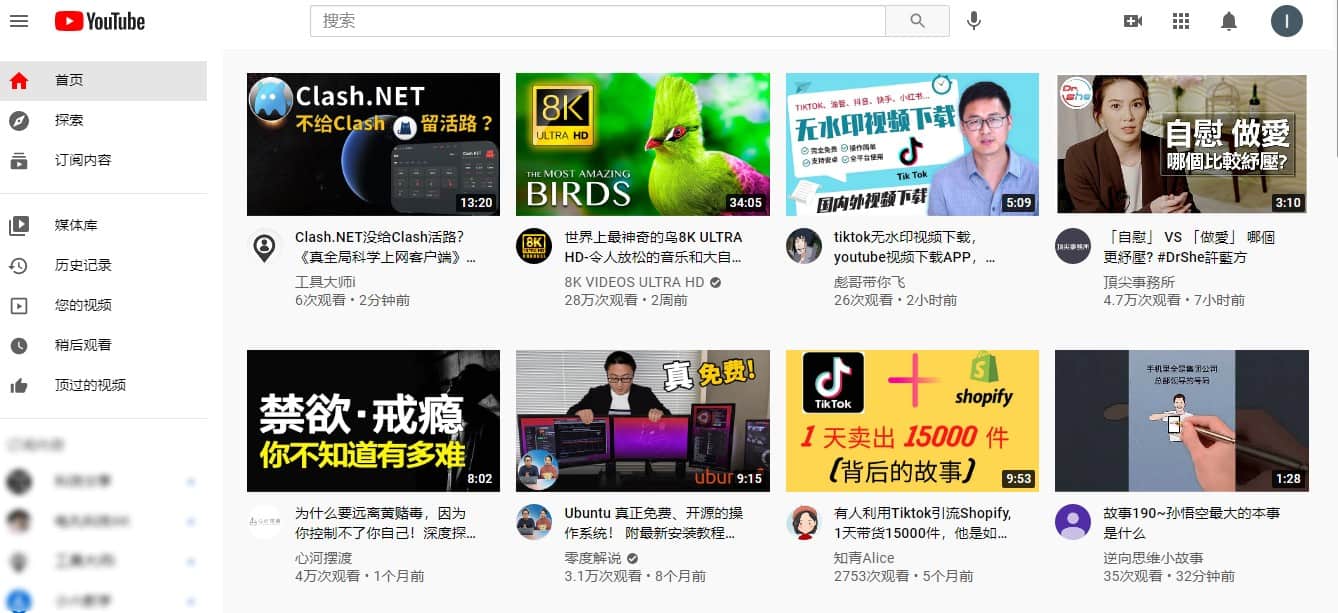 YouTube
搜索
I
首页
探索
订阅内容
媒体库
历史记录
您的视频
稍后观看
顶过的视频
Clash.NET
不给Clash 留活路？
13:20
Clash.NET没给Clash活路？
《真全局科学上网客户端》…
工具大师i
6次观看・2分钟前
8K
ULTRA HD
THE MOST AMAZING
BIRDS
34:05
8K
世界上最神奇的鸟8K ULTRA
HD-令人放松的音乐和大自…
8K VIDEOS ULTRA HD
28万次观看・2周前
TIKTOK、油管、抖音、快手、小红书...
无水印视频下载
完全免费 操作简单
支持安卓 全平台使用
Tik Tok
国内外视频下载
5:09
tiktok无水印视频下载，
youtube视频下载APP，…
彪哥带你飞
26次观看・2小时前
Dr.
She
自慰 做愛
哪個比較紓壓?
3:10
頂尖事務所
「自慰」 VS 「做愛」 哪個
更紓壓? #DrShe許藍方
頂尖事務所
4.7万次观看・7小时前
禁欲·戒瘾
你不知道有多难
8:02
为什么要远离黄赌毒，因为
你控制不了你自己！深度探…
心河摆渡
4万次观看・1个月前
真 免费!
ubur
9:15
Ubuntu 真正免费、开源的操
作系统！ 附最新安装教程…
零度解说
3.1万次观看・8个月前
TikTok
shopify
1 天卖出 15000 件
(背后的故事)
9:53
有人利用Tiktok引流Shopify,
1天带货15000件，他是如…
知青Alice
2753次观看・5个月前
手机里全是集团公司
总部领导的号码
1:28
故事190~孙悟空最大的本事
是什么
逆向思维小故事
35次观看・32分钟前